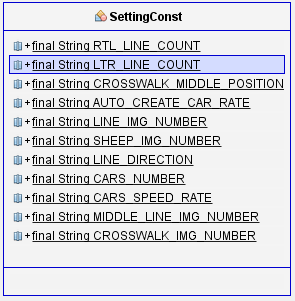 SettingConst
+final String RTL_LINE_COUNT
+final String LTR_LINE_COUNT
+final String CROSSWALK_MIDDLE_POSITION
+final String AUTO_CREATE_CAR_RATE
+final String LINE_IMG_NUMBER
+final String SHEEP_IMG_NUMBER
+final String LINE_DIRECTION
+final String CARS_NUMBER
+final String CARS_SPEED_RATE
+final String MIDDLE_LINE_IMG_NUMBER
+final String CROSSWALK_IMG_NUMBER